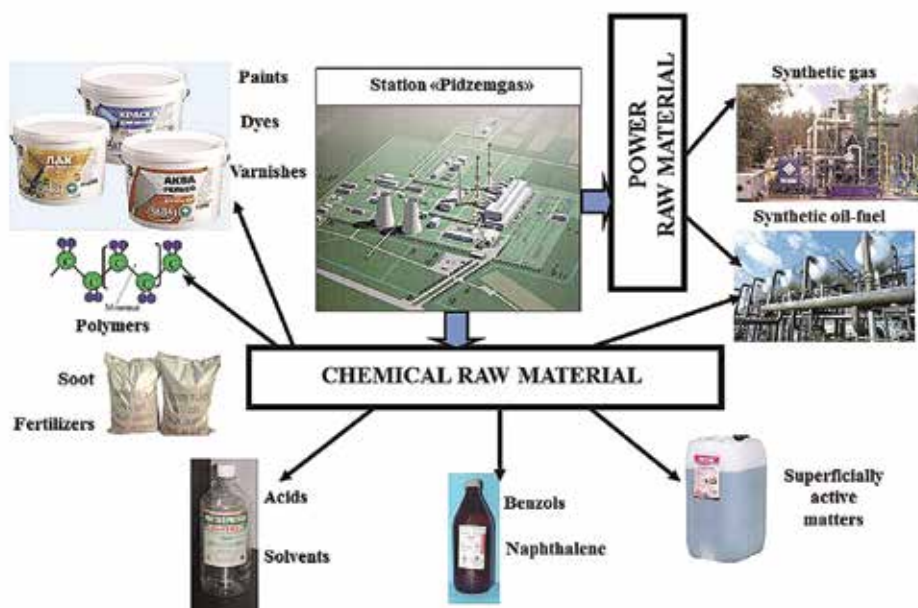 Paints
Dyes
Varnishes
Station «Pidzemgas»
POWER
RAW MATERIAL
Synthetic gas
Synthetic oil-fuel
КРАСКА
ЛАК
АКВА
Polymers
Soot
Fertilizers
CHEMICAL RAW MATERIAL
Acids
Solvents
Benzols
Naphthalene
Superficially
active
matters